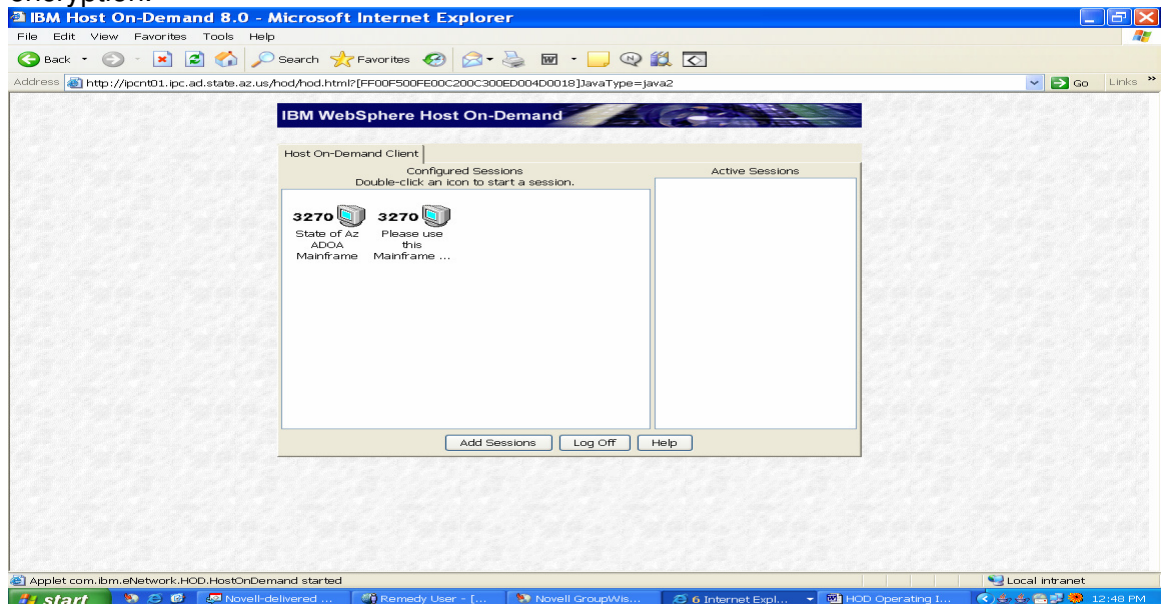 encryption.
IBM Host On-Demand 8.0 - Microsoft Internet Explorer
File Edit View Favorites Tools Help
Back Search Favorites
Address http://ipcnt01.ipc.ad.state.az.us/hod/hod.html?[FF00F500FE00C200C300ED004D0018]JavaType=java2 Go Links »
IBM WebSphere Host On-Demand
Host On-Demand Client
Configured Sessions Active Sessions
Double-click an icon to start a session.
3270 3270
State of Az Please use
ADOA this
Mainframe Mainframe ...
Add Sessions Log Off Help
Applet com.ibm.eNetwork.HOD.HostOnDemand started Local intranet
start Novell-delivered ... Remedy User - [... Novell GroupWis... 6 Internet Expl... HOD Operating I... 12:48 PM